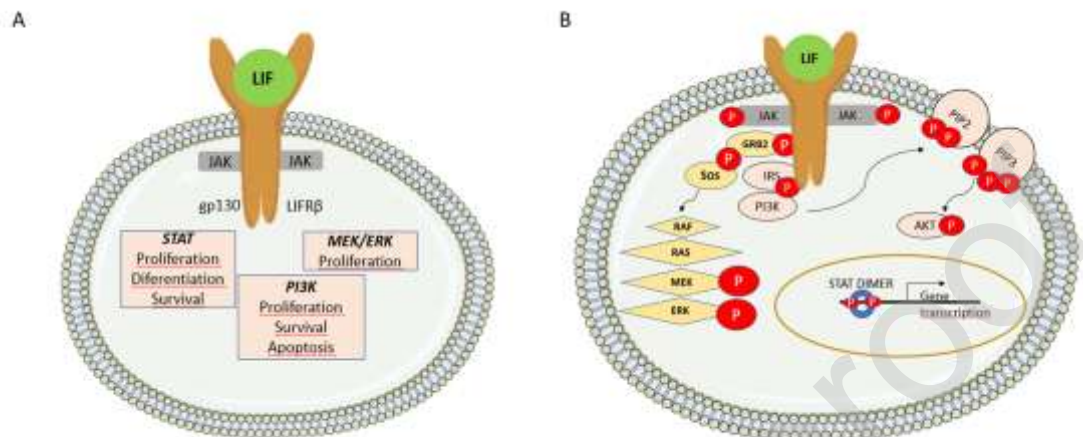 A
LIF
JAK JAK
gp130 LIFRβ
STAT
Proliferation
Diferentiation
Survival
MEK/ERK
Proliferation
PI3K
Proliferation
Survival
Apoptosis
B
LIF
P JAK JAK P
PIP2
P P
GRB2 P
P
SOS
IRS
P
PI3K
PIP3
P P P
AKT P
RAF
RAS
MEK P
ERK P
STAT DIMER
P P
Gene
transcription
roo